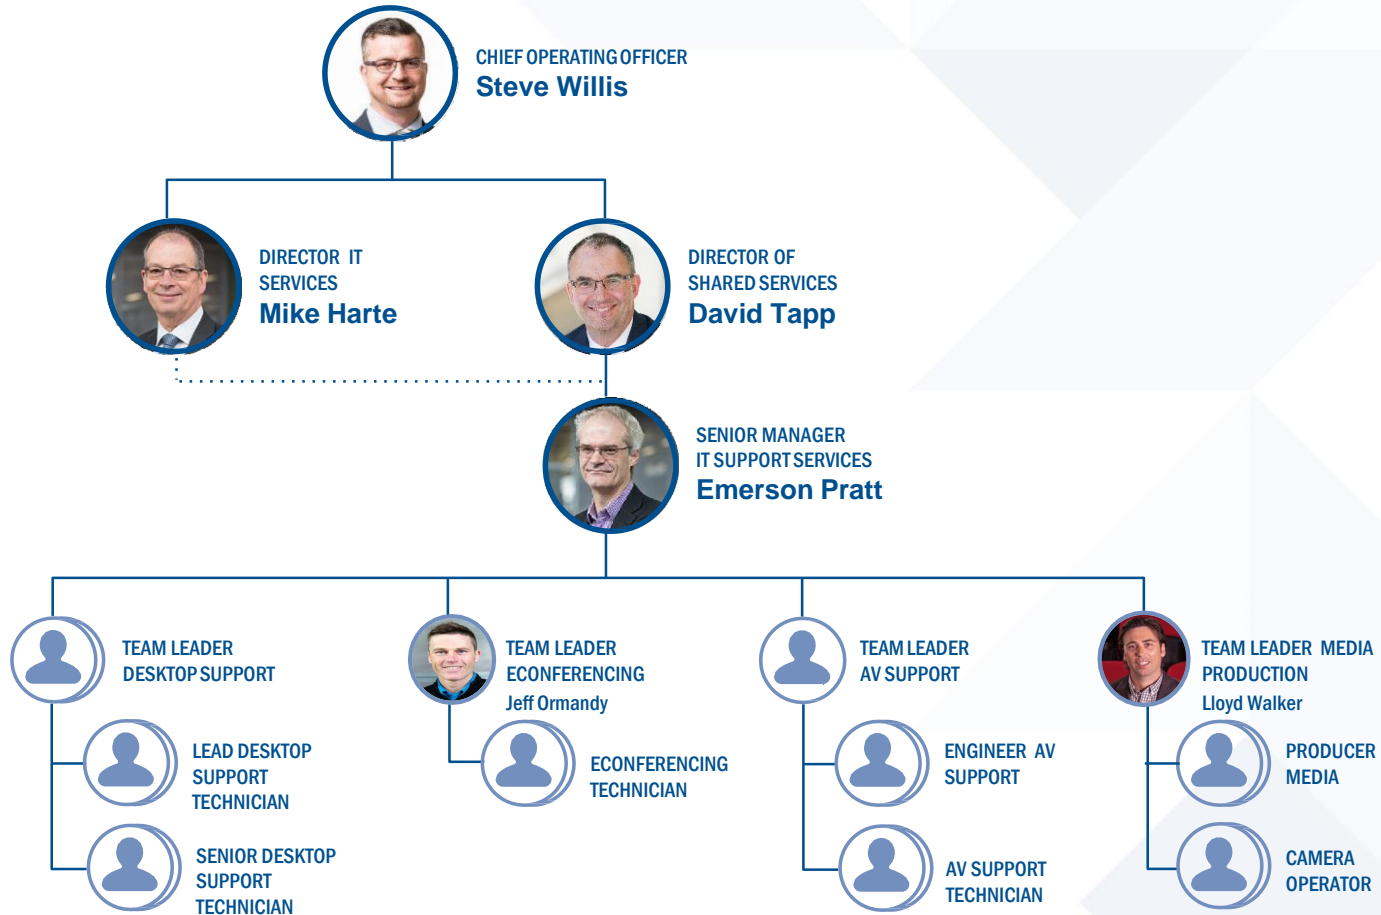 CHIEF OPERATING OFFICER
Steve Willis
DIRECTOR IT
SERVICES
Mike Harte
DIRECTOR OF
SHARED SERVICES
David Tapp
SENIOR MANAGER
IT SUPPORT SERVICES
Emerson Pratt
TEAM LEADER
DESKTOP SUPPORT
TEAM LEADER
ECONFERENCING
Jeff Ormandy
TEAM LEADER
AV SUPPORT
TEAM LEADER MEDIA
PRODUCTION
Lloyd Walker
LEAD DESKTOP
SUPPORT
TECHNICIAN
ECONFERENCING
TECHNICIAN
ENGINEER AV
SUPPORT
PRODUCER
MEDIA
SENIOR DESKTOP
SUPPORT
TECHNICIAN
AV SUPPORT
TECHNICIAN
CAMERA
OPERATOR